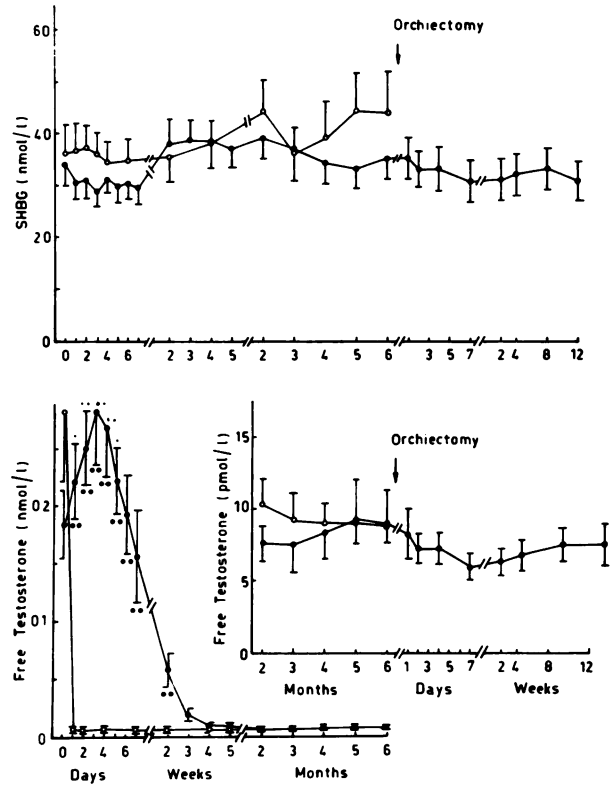 Orchiectomy
60
40
20
0
SHBG ( nmol/l )
0 2 4 6 2 3 4 5 2 3 4 5 6 1 3 5 7 2 4 8 12
02
01
0
Free Testosterone ( nmol/l )
0 2 4 6 2 3 4 5 2 3 4 5 6
Days Weeks Months
Orchiectomy
15
10
5
0
Free Testosterone ( pmol/l )
2 3 4 5 6 1 3 5 7 2 4 8 12
Months Days Weeks